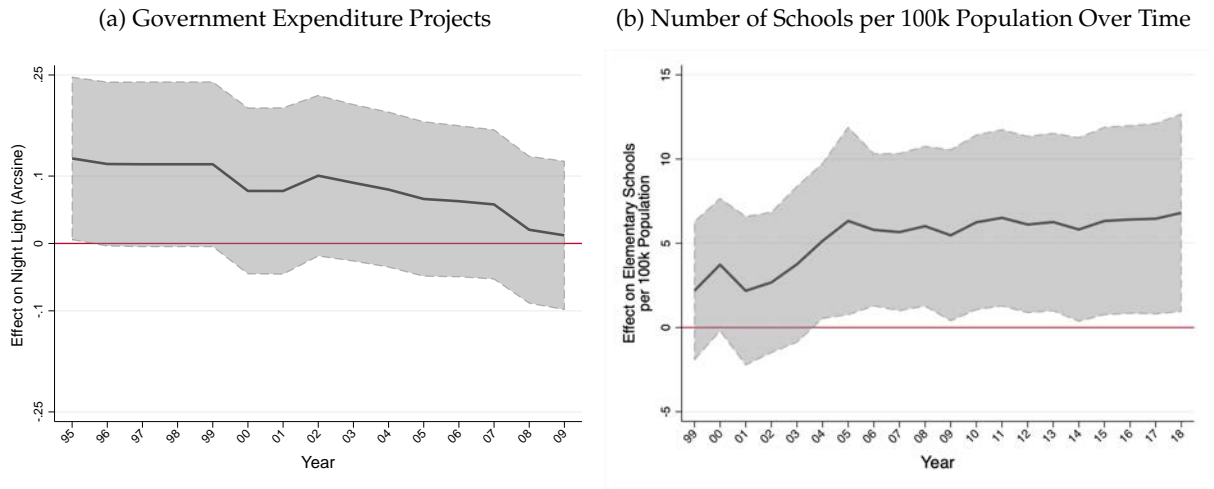 (a) Government Expenditure Projects
.25
.1
0
-.1
-.25
Effect on Night Light (Arcsine)
95 96 97 98 99 00 01 02 03 04 05 06 07 08 09
Year
(b) Number of Schools per 100k Population Over Time
15
10
5
0
-5
Effect on Elementary Schools
per 100k Population
99 00 01 02 03 04 05 06 07 08 09 10 11 12 13 14 15 16 17 18
Year